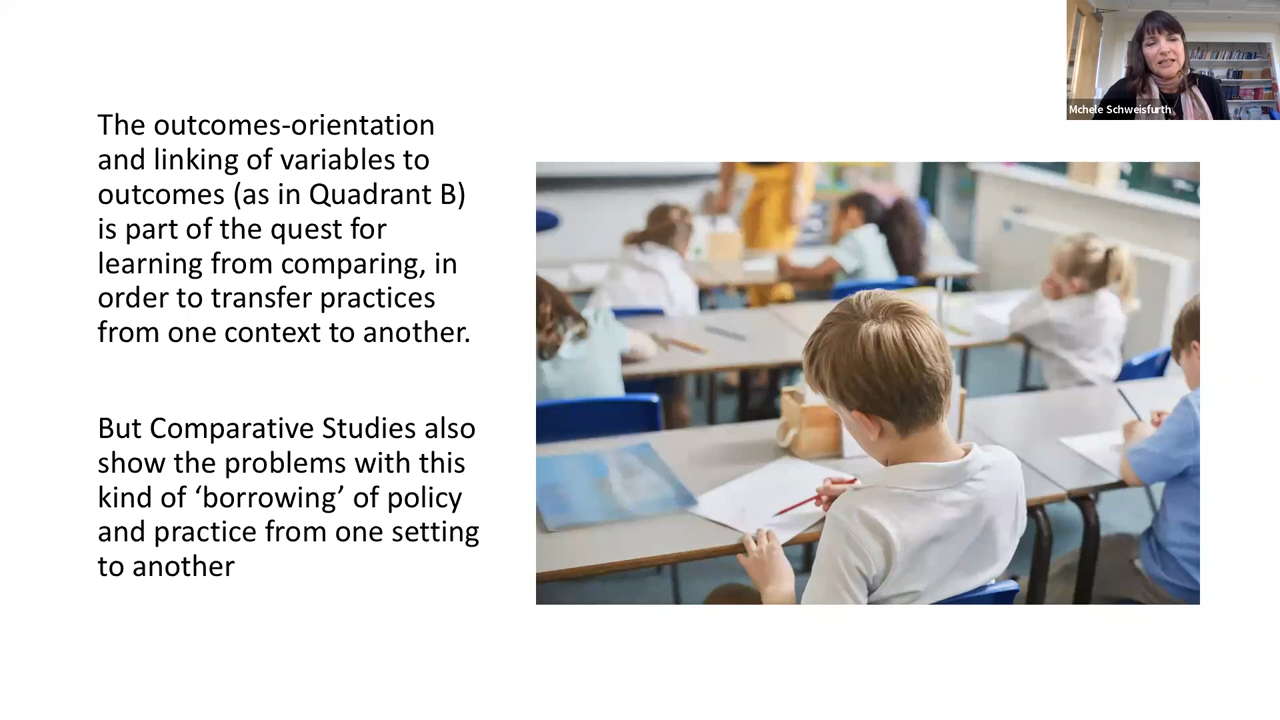 The outcomes-orientation
and linking of variables to
outcomes (as in Quadrant B)
is part of the quest for
learning from comparing, in
order to transfer practices
from one context to another.
But Comparative Studies also
show the problems with this
kind of ‘borrowing’ of policy
and practice from one setting
to another
Mchele Schweisfurth